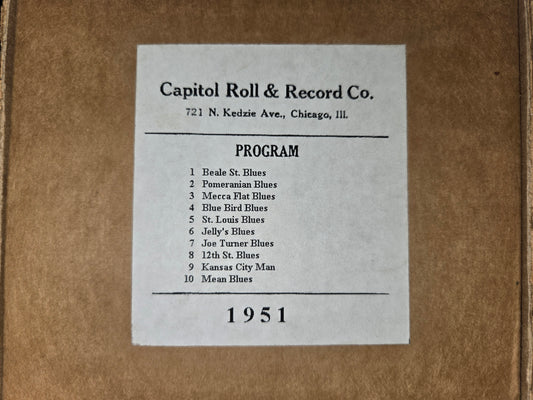 Capitol Roll & Record Co.
721 N. Kedzie Ave., Chicago, Ill.
PROGRAM
1 Beale St. Blues
2 Pomeranian Blues
3 Mecca Flat Blues
4 Blue Bird Blues
5 St. Louis Blues
6 Jelly's Blues
7 Joe Turner Blues
8 12th St. Blues
9 Kansas City Man
10 Mean Blues
1951